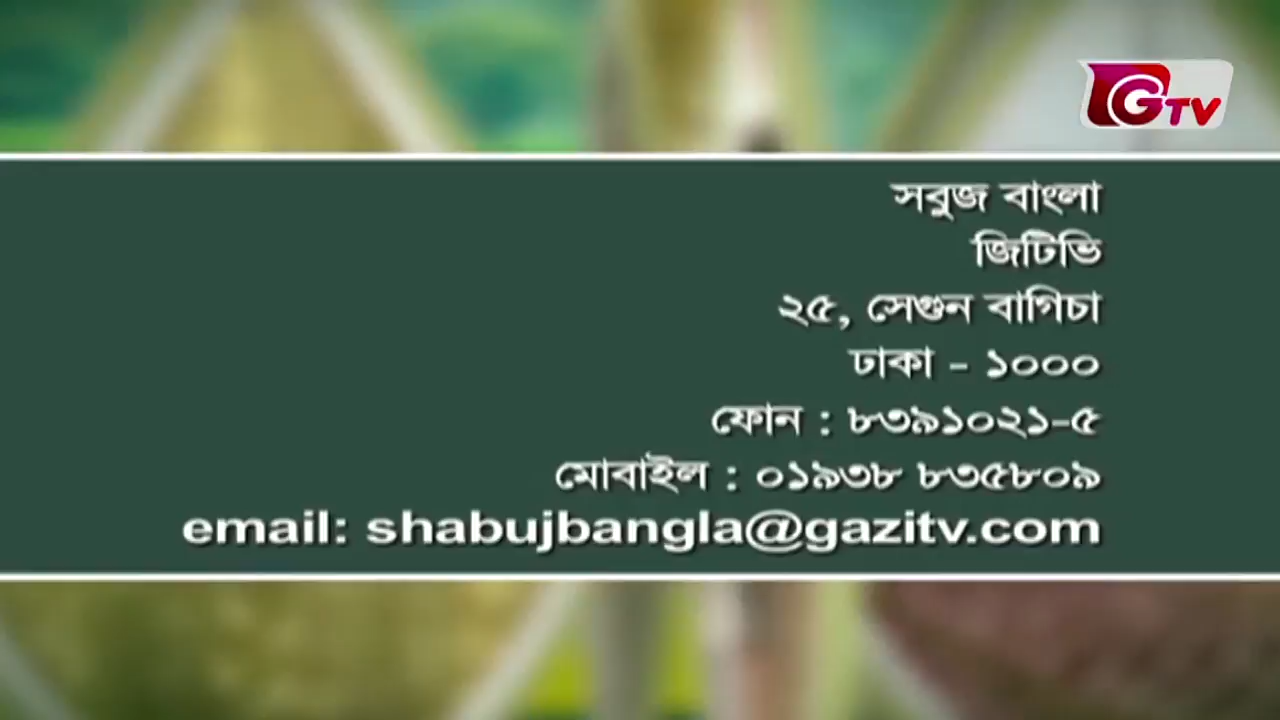 GTV
সবুজ বাংলা
জিটিভি
২৫, সেগুন বাগিচা
ঢাকা - ১০০০
ফোন : ৮৩৯১০২১-৫
মোবাইল : ০১৯৩৮ ৮৩৫৮০৯
email: shabujbangla@gazitv.com